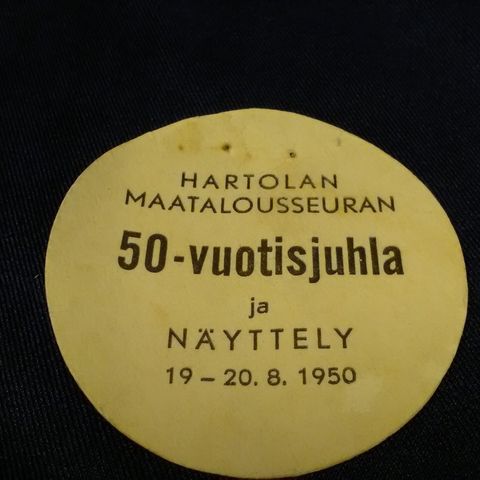 HARTOLAN
MAATALOUSSEURAN
50-vuotisjuhla
ja
NÄYTTELY
19 – 20. 8. 1950